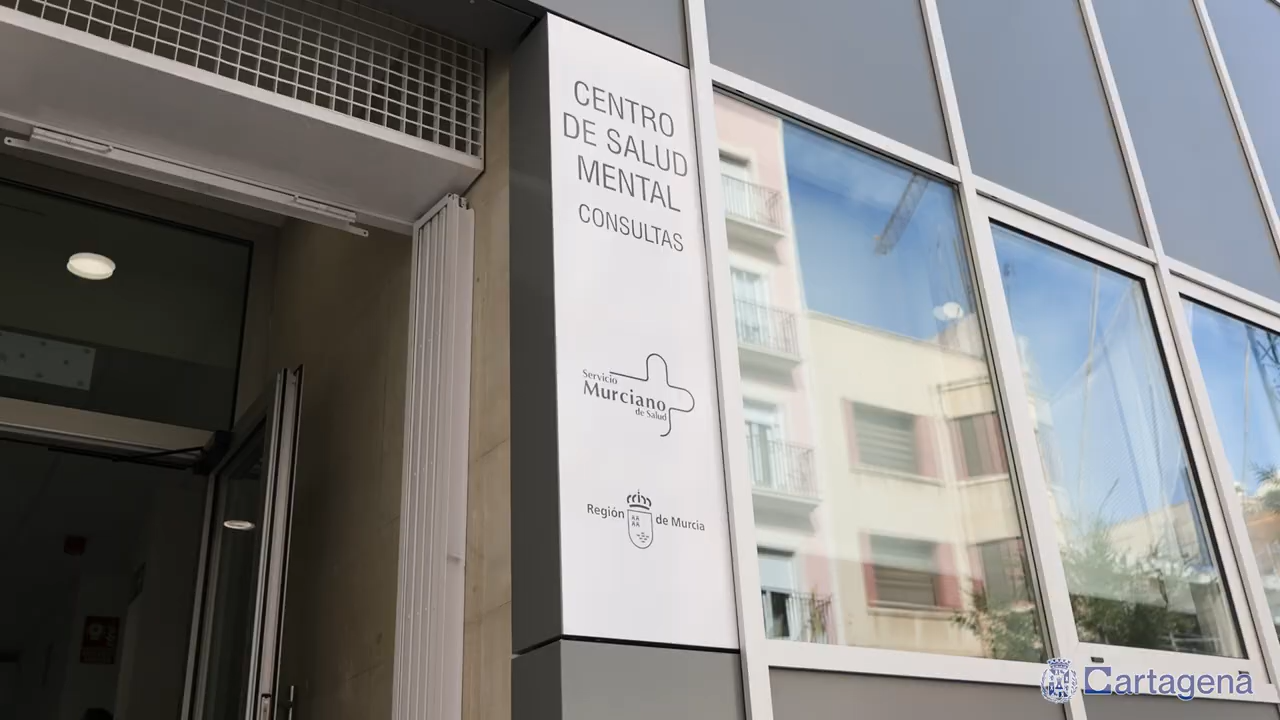 CENTRO
DE SALUD
MENTAL
CONSULTAS
Servicio
Murciano
de Salud
Región de Murcia
Cartagena